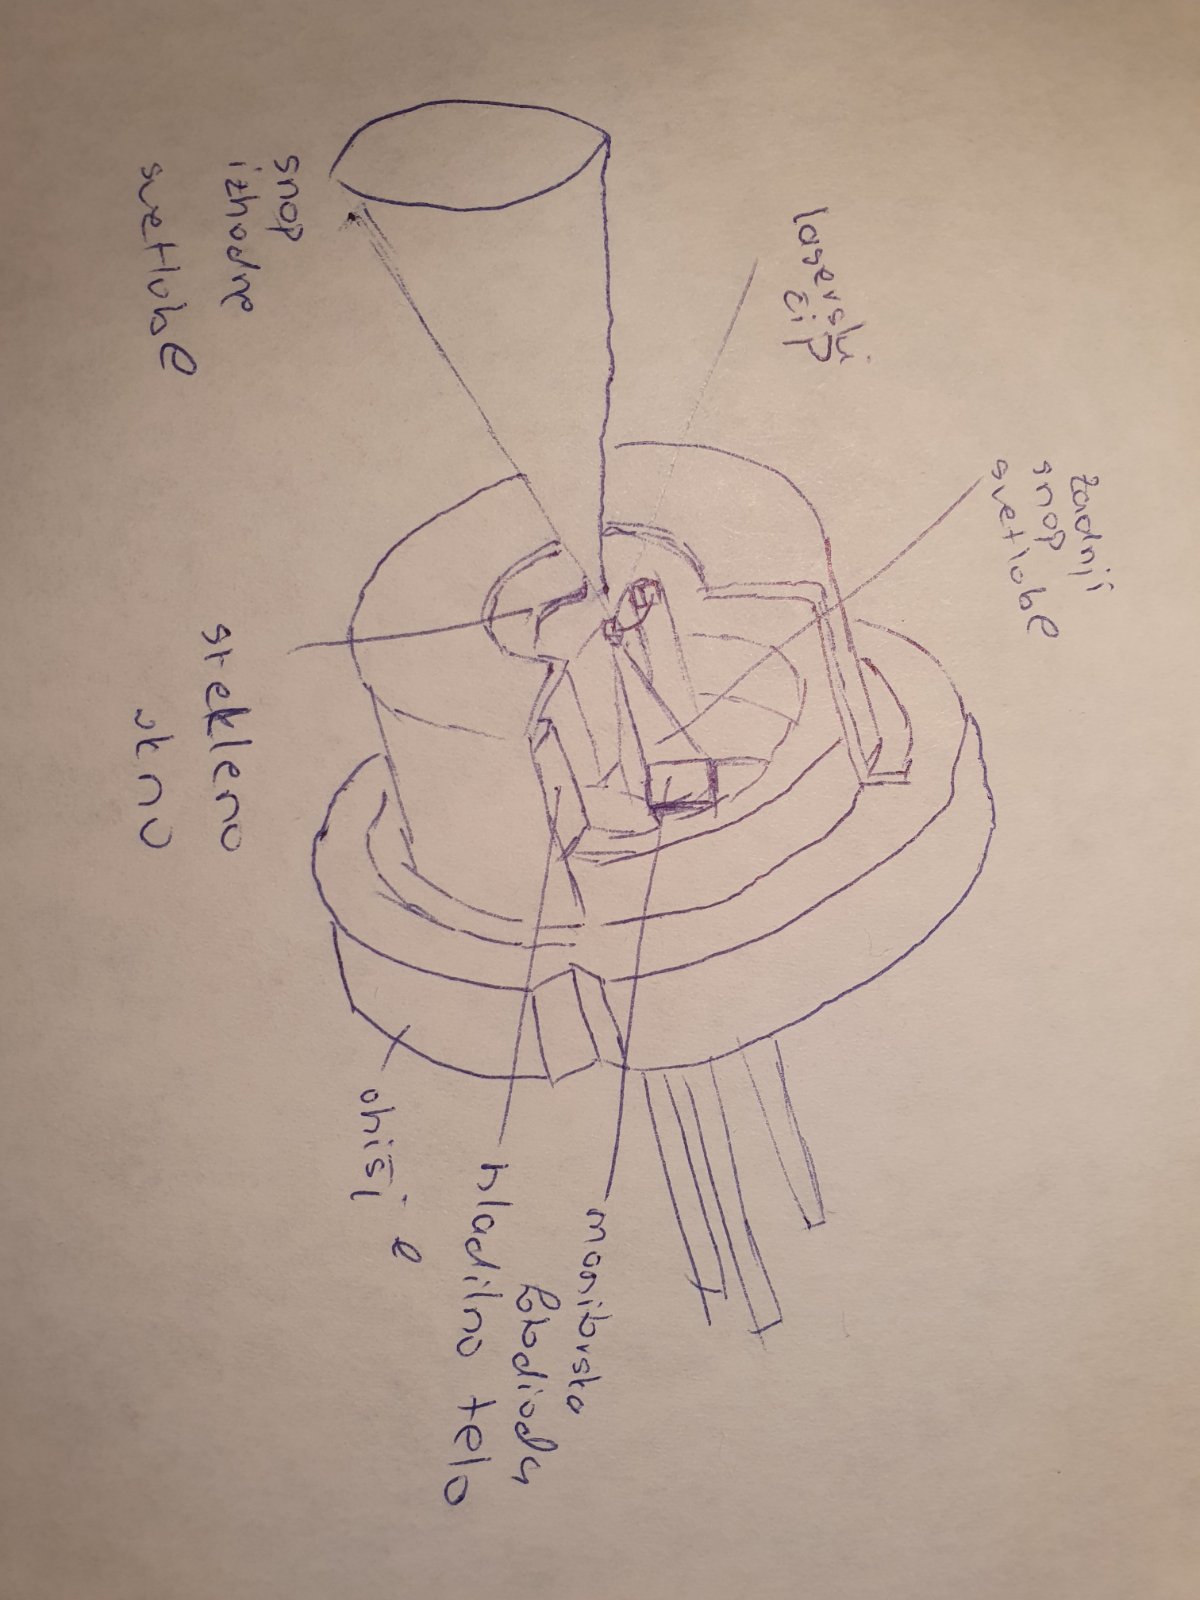 laserski
čip
zadnji
snop
svetlobe
snop
izhodne
svetlobe
stekleno
okno
monitorska
fotodioda
hladilno telo
ohišje